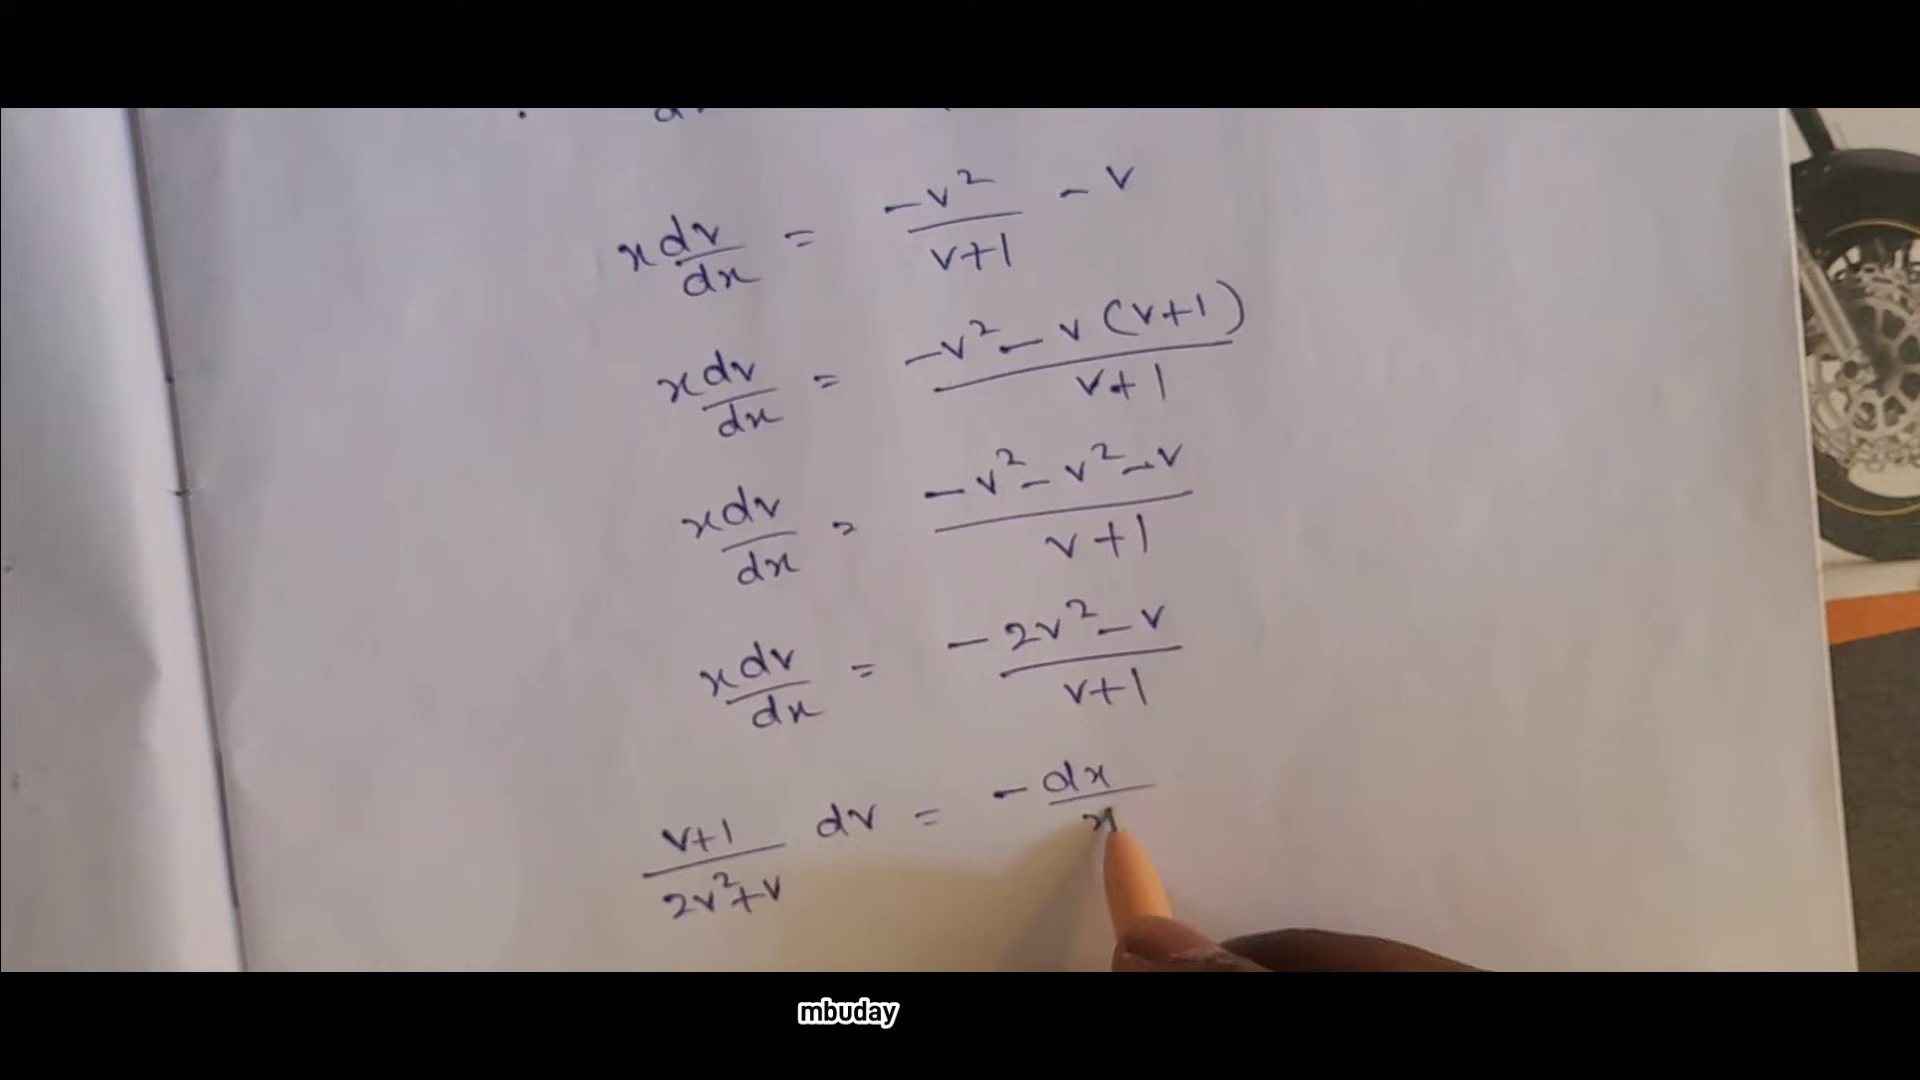 x dv/dx = -v²/v+1 - v
x dv/dx = -v² - v(v+1)/v+1
x dv/dx = -v² - v² - v/v+1
x dv/dx = -2v² - v/v+1
v+1/2v²+v dv = -dx/x
mbuday